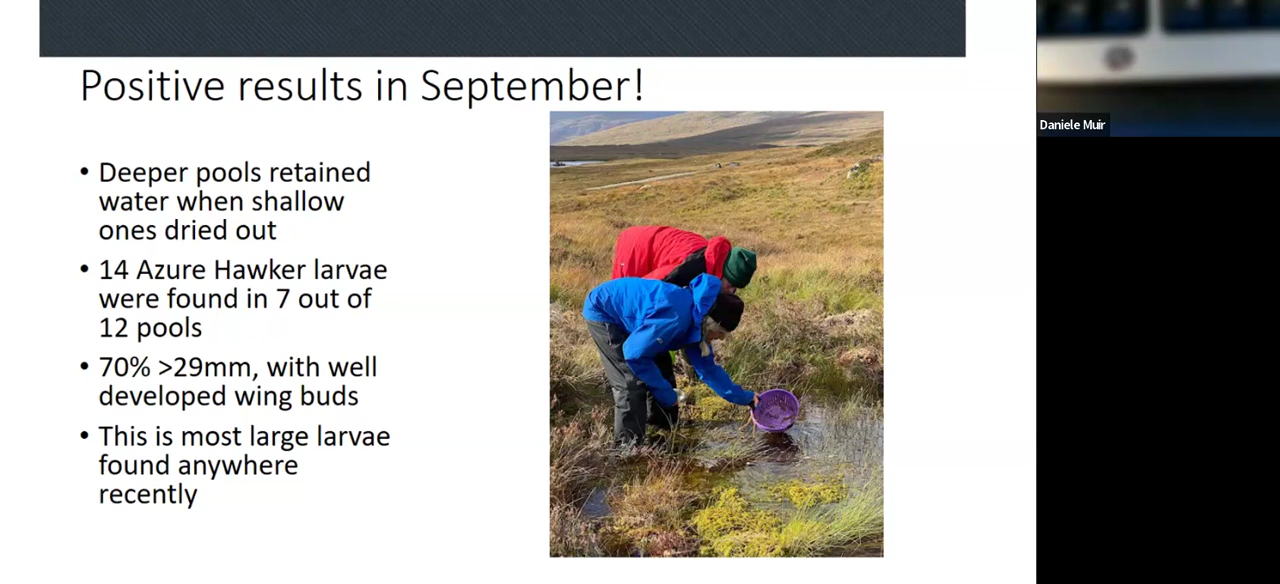 Positive results in September!
• Deeper pools retained
water when shallow
ones dried out
• 14 Azure Hawker larvae
were found in 7 out of
12 pools
• 70% >29mm, with well
developed wing buds
• This is most large larvae
found anywhere
recently
Daniele Muir